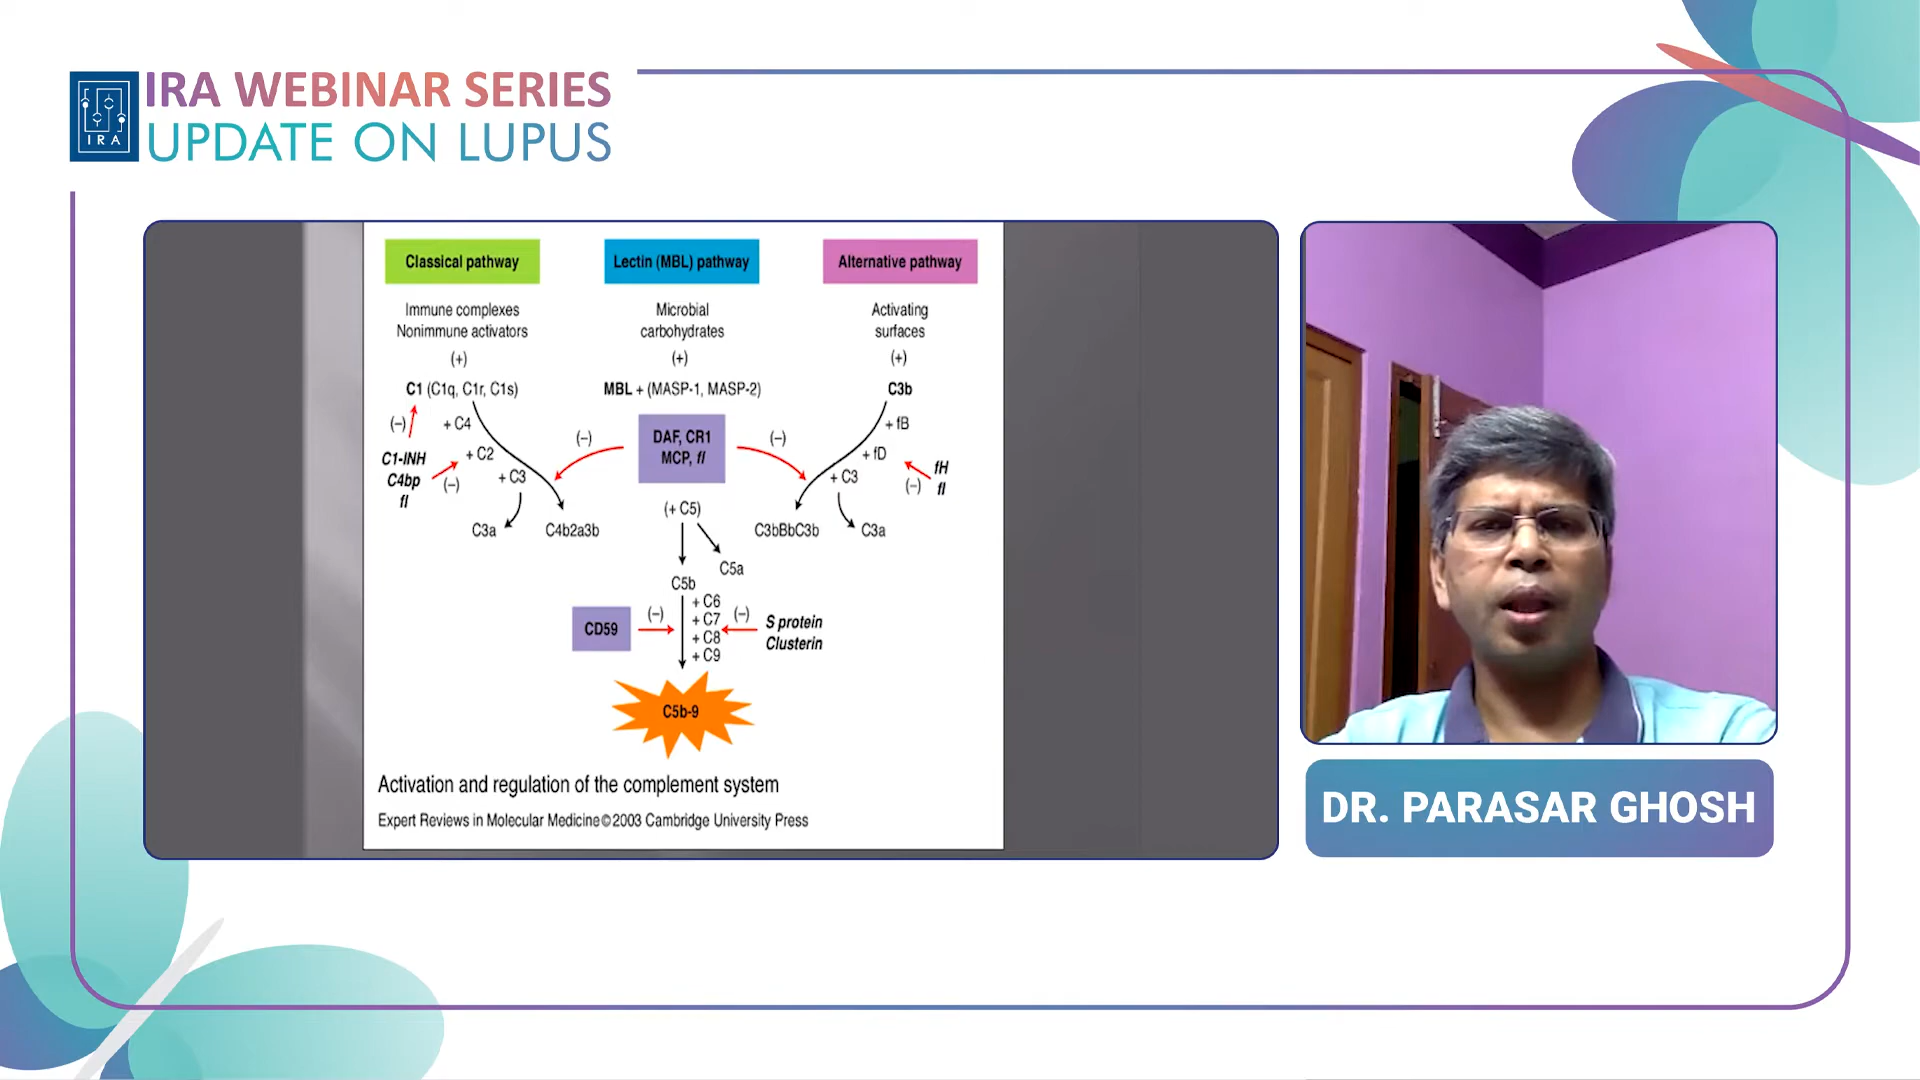 IRA
IRA WEBINAR SERIES
UPDATE ON LUPUS
Classical pathway
Lectin (MBL) pathway
Alternative pathway
Immune complexes
Nonimmune activators
(+)
Microbial
carbohydrates
(+)
Activating
surfaces
(+)
C1 (C1q, C1r, C1s)
MBL + (MASP-1, MASP-2)
C3b
(–)
+ C4
+ C2
+ C3
C1-INH
C4bp
fI
(–)
(–)
DAF, CR1
MCP, fI
(–)
+ fB
+ fD
+ C3
fH
fI
(–)
C3a
C4b2a3b
(+ C5)
C3bBbC3b
C3a
C5a
C5b
CD59
(–)
+ C6
+ C7
+ C8
+ C9
(–)
S protein
Clusterin
C5b-9
Activation and regulation of the complement system
Expert Reviews in Molecular Medicine © 2003 Cambridge University Press
DR. PARASAR GHOSH